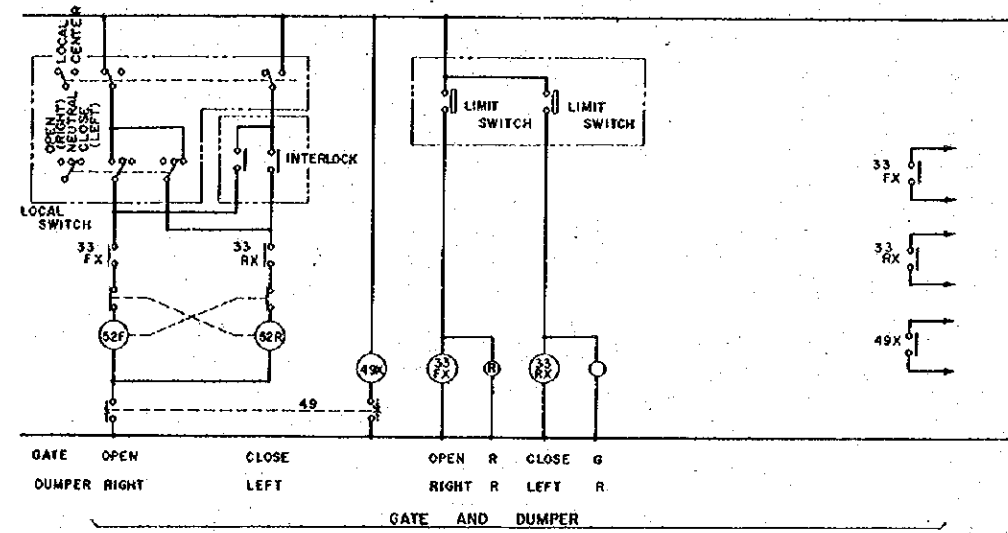 LOCAL
CENTER
OPEN
(RIGHT)
NEUTRAL
CLOSE
(LEFT)
LIMIT
SWITCH
LIMIT
SWITCH
INTERLOCK
LOCAL
SWITCH
33
FX
33
RX
33
FX
33
RX
49X
52F
52R
49X
33
FX
R
33
RX
49
GATE OPEN CLOSE OPEN R CLOSE G
DUMPER RIGHT LEFT RIGHT R LEFT R
GATE AND DUMPER